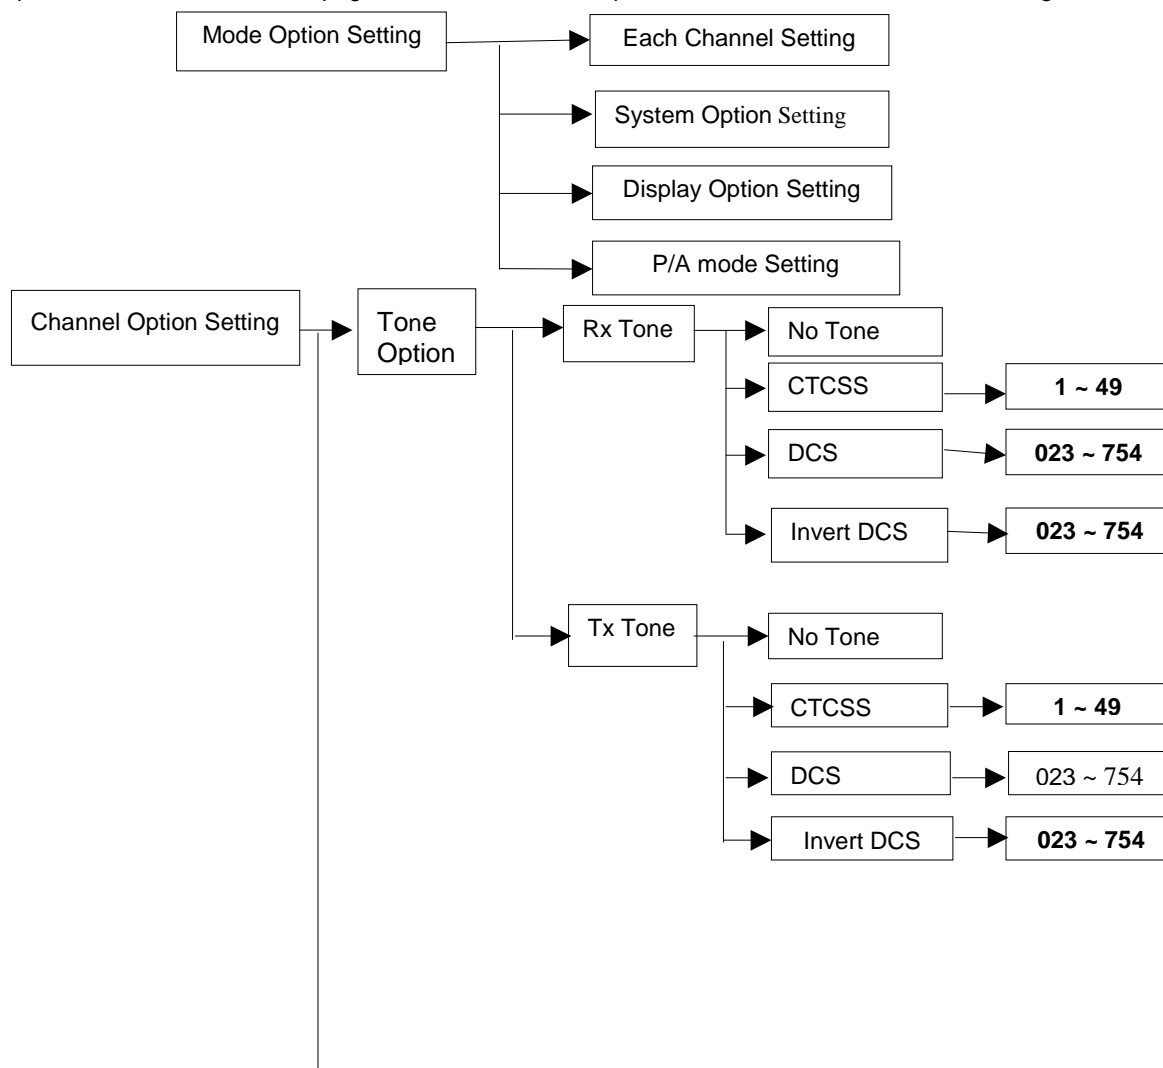 Mode Option Setting
Each Channel Setting
System Option Setting
Display Option Setting
P/A mode Setting
Channel Option Setting
Tone
Option
Rx Tone
No Tone
CTCSS
1 ~ 49
DCS
023 ~ 754
Invert DCS
023 ~ 754
Tx Tone
No Tone
CTCSS
1 ~ 49
DCS
023 ~ 754
Invert DCS
023 ~ 754